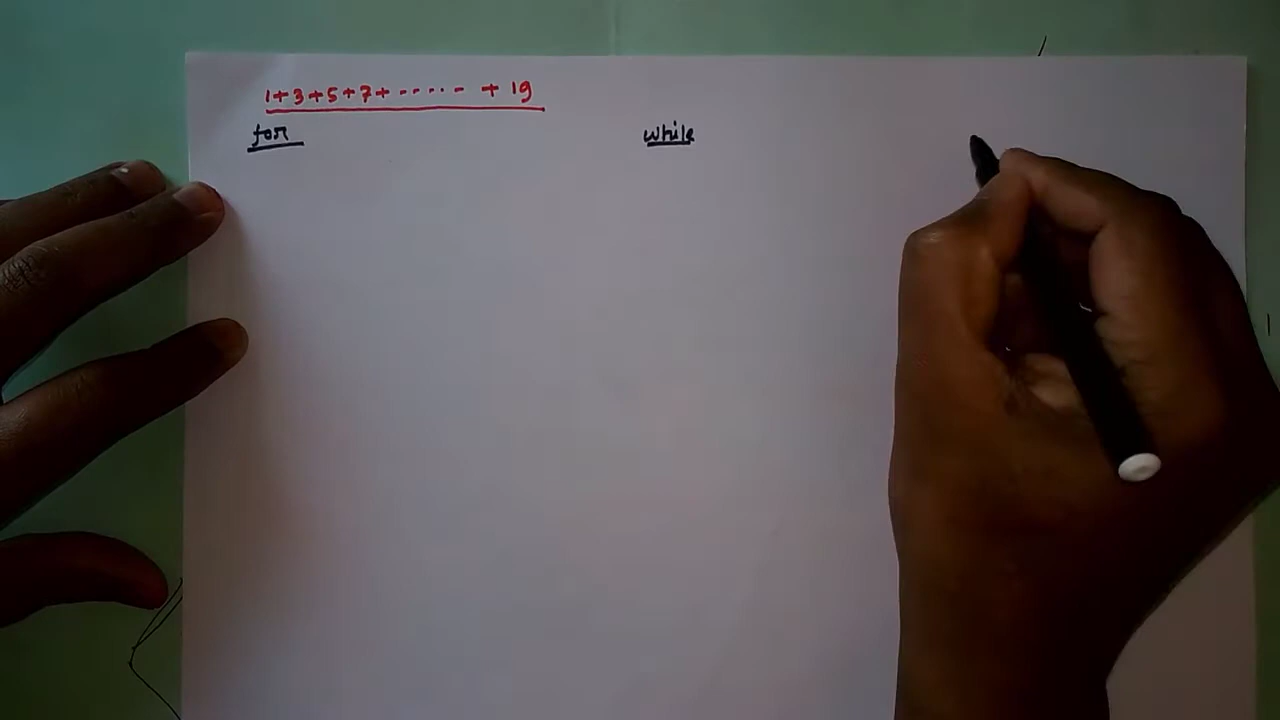 1+3+5+7+ ...... + 19
for while